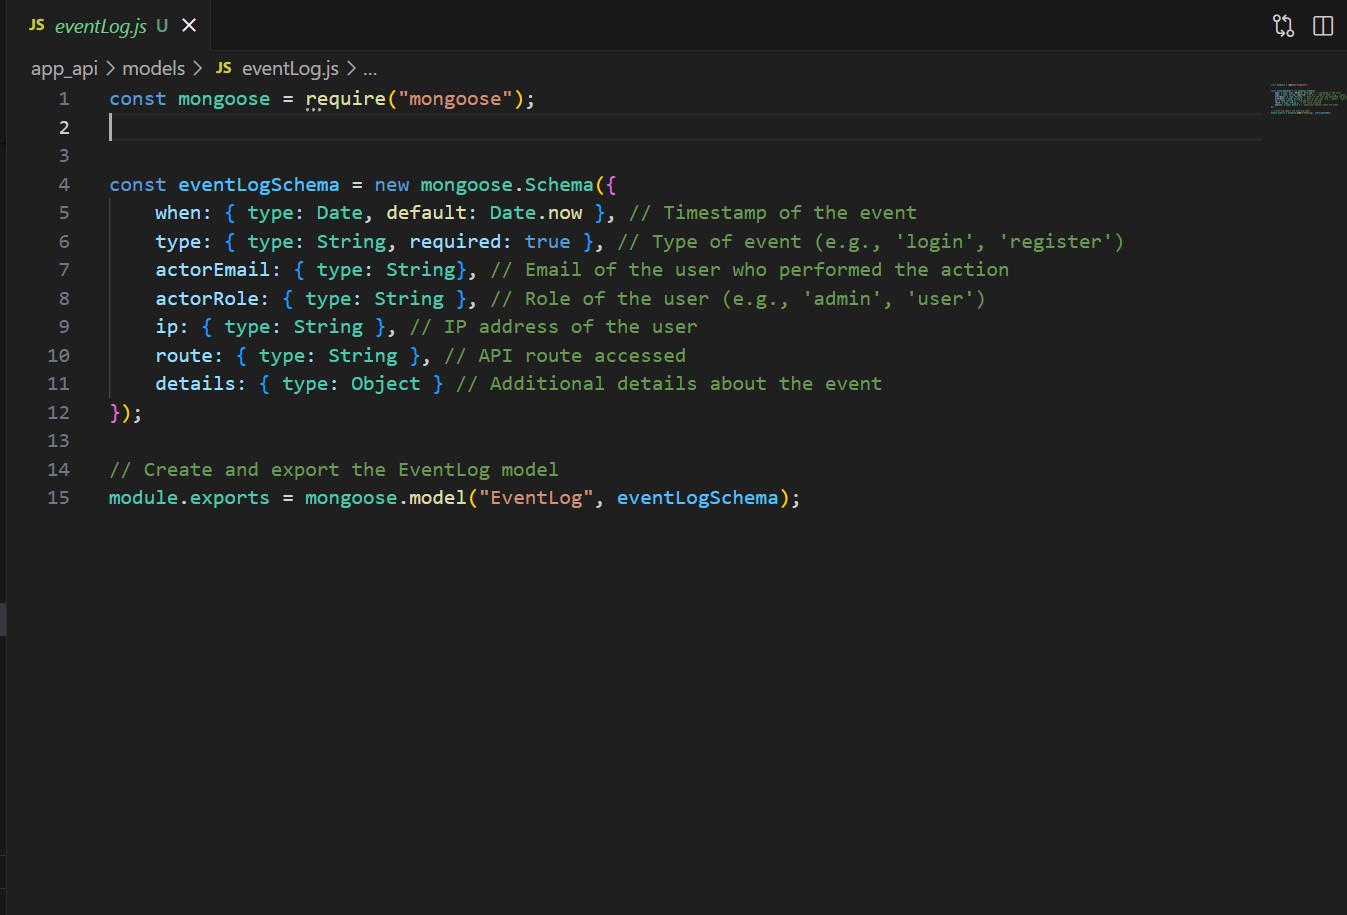 JS eventLog.js U
app_api > models > JS eventLog.js > ...
1 const mongoose = require("mongoose");
2
3
4 const eventLogSchema = new mongoose.Schema({
5     when: { type: Date, default: Date.now }, // Timestamp of the event
6     type: { type: String, required: true }, // Type of event (e.g., 'login', 'register')
7     actorEmail: { type: String}, // Email of the user who performed the action
8     actorRole: { type: String }, // Role of the user (e.g., 'admin', 'user')
9     ip: { type: String }, // IP address of the user
10     route: { type: String }, // API route accessed
11     details: { type: Object } // Additional details about the event
12 });
13
14 // Create and export the EventLog model
15 module.exports = mongoose.model("EventLog", eventLogSchema);